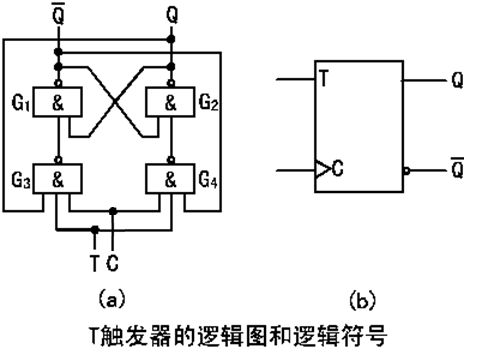 Q̅ Q
G₁ & & G₂
T Q
G₃ & & G₄
C Q̅
T C
(a) (b)
T触发器的逻辑图和逻辑符号